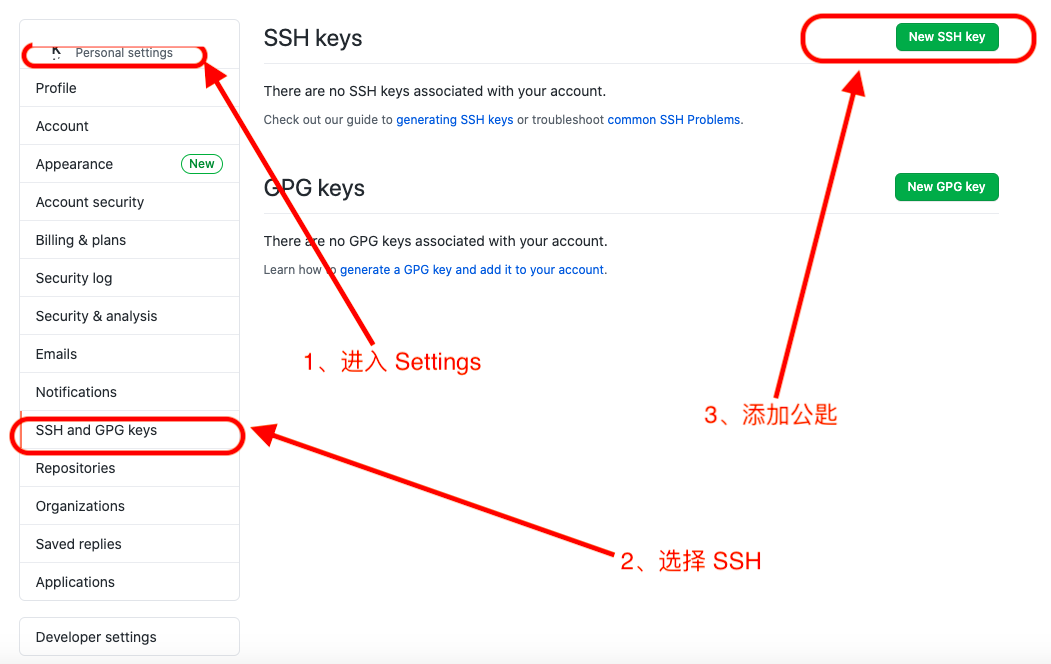 Personal settings
Profile
Account
Appearance New
Account security
Billing & plans
Security log
Security & analysis
Emails
Notifications
SSH and GPG keys
Repositories
Organizations
Saved replies
Applications
Developer settings
SSH keys New SSH key
There are no SSH keys associated with your account.
Check out our guide to generating SSH keys or troubleshoot common SSH Problems.
GPG keys New GPG key
There are no GPG keys associated with your account.
Learn how to generate a GPG key and add it to your account.
1、进入 Settings
3、添加公匙
2、选择 SSH